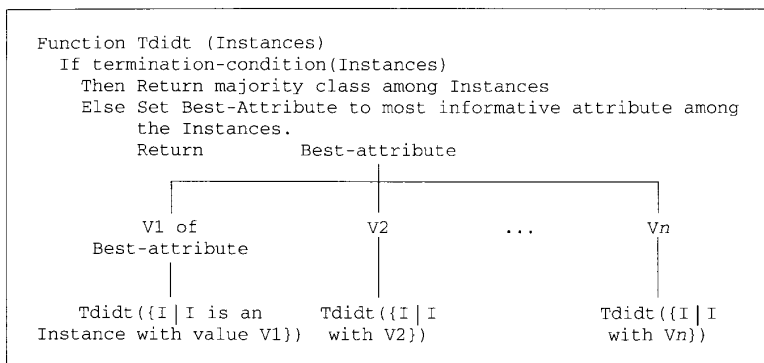 Function Tdidt (Instances)
If termination-condition(Instances)
Then Return majority class among Instances
Else Set Best-Attribute to most informative attribute among
the Instances.
Return Best-attribute
V1 of V2 ... Vn
Best-attribute
Tdidt({I|I is an Tdidt({I|I Tdidt({I|I
Instance with value V1}) with V2}) with Vn})